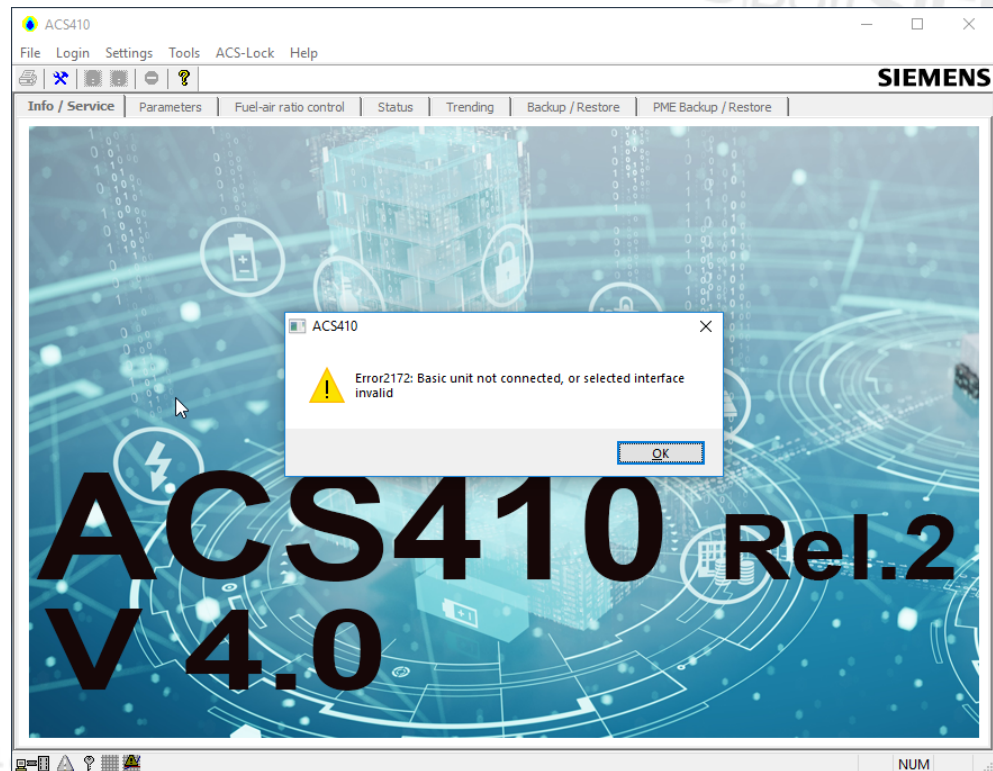 ACS410
File Login Settings Tools ACS-Lock Help
SIEMENS
Info / Service Parameters Fuel-air ratio control Status Trending Backup / Restore PME Backup / Restore
ACS410
Error2172: Basic unit not connected, or selected interface
invalid
OK
ACS410 Rel.2
V 4.0
NUM